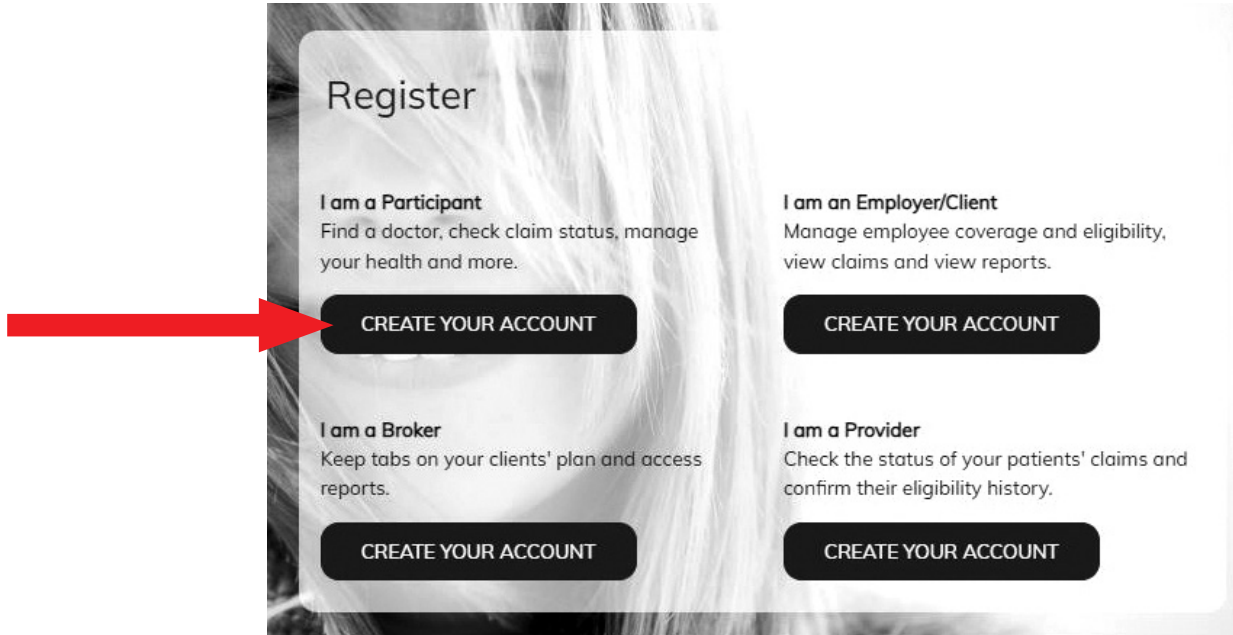 Register
I am a Participant
Find a doctor, check claim status, manage
your health and more.
CREATE YOUR ACCOUNT
I am an Employer/Client
Manage employee coverage and eligibility,
view claims and view reports.
CREATE YOUR ACCOUNT
I am a Broker
Keep tabs on your clients' plan and access
reports.
CREATE YOUR ACCOUNT
I am a Provider
Check the status of your patients' claims and
confirm their eligibility history.
CREATE YOUR ACCOUNT